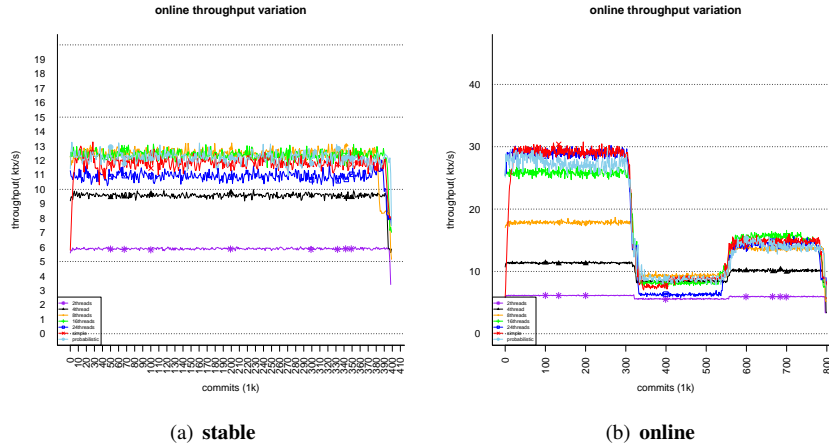 online throughput variation
throughput( ktx/s)
19
18
17
16
15
14
13
12
11
10
9
8
7
6
5
4
3
2
1
0
2threads
4thread
8threads
16threads
24threads
simple
probabilistic
0 10 20 30 40 50 60 70 80 90 100 110 120 130 140 150 160 170 180 190 200 210 220 230 240 250 260 270 280 290 300 310 320 330 340 350 360 370 380 390 400 410
commits (1k)
(a) stable
online throughput variation
throughput( ktx/s)
40
30
20
10
0
2threads
4thread
8threads
16threads
24threads
simple
probabilistic
0 100 200 300 400 500 600 700 800
commits (1k)
(b) online